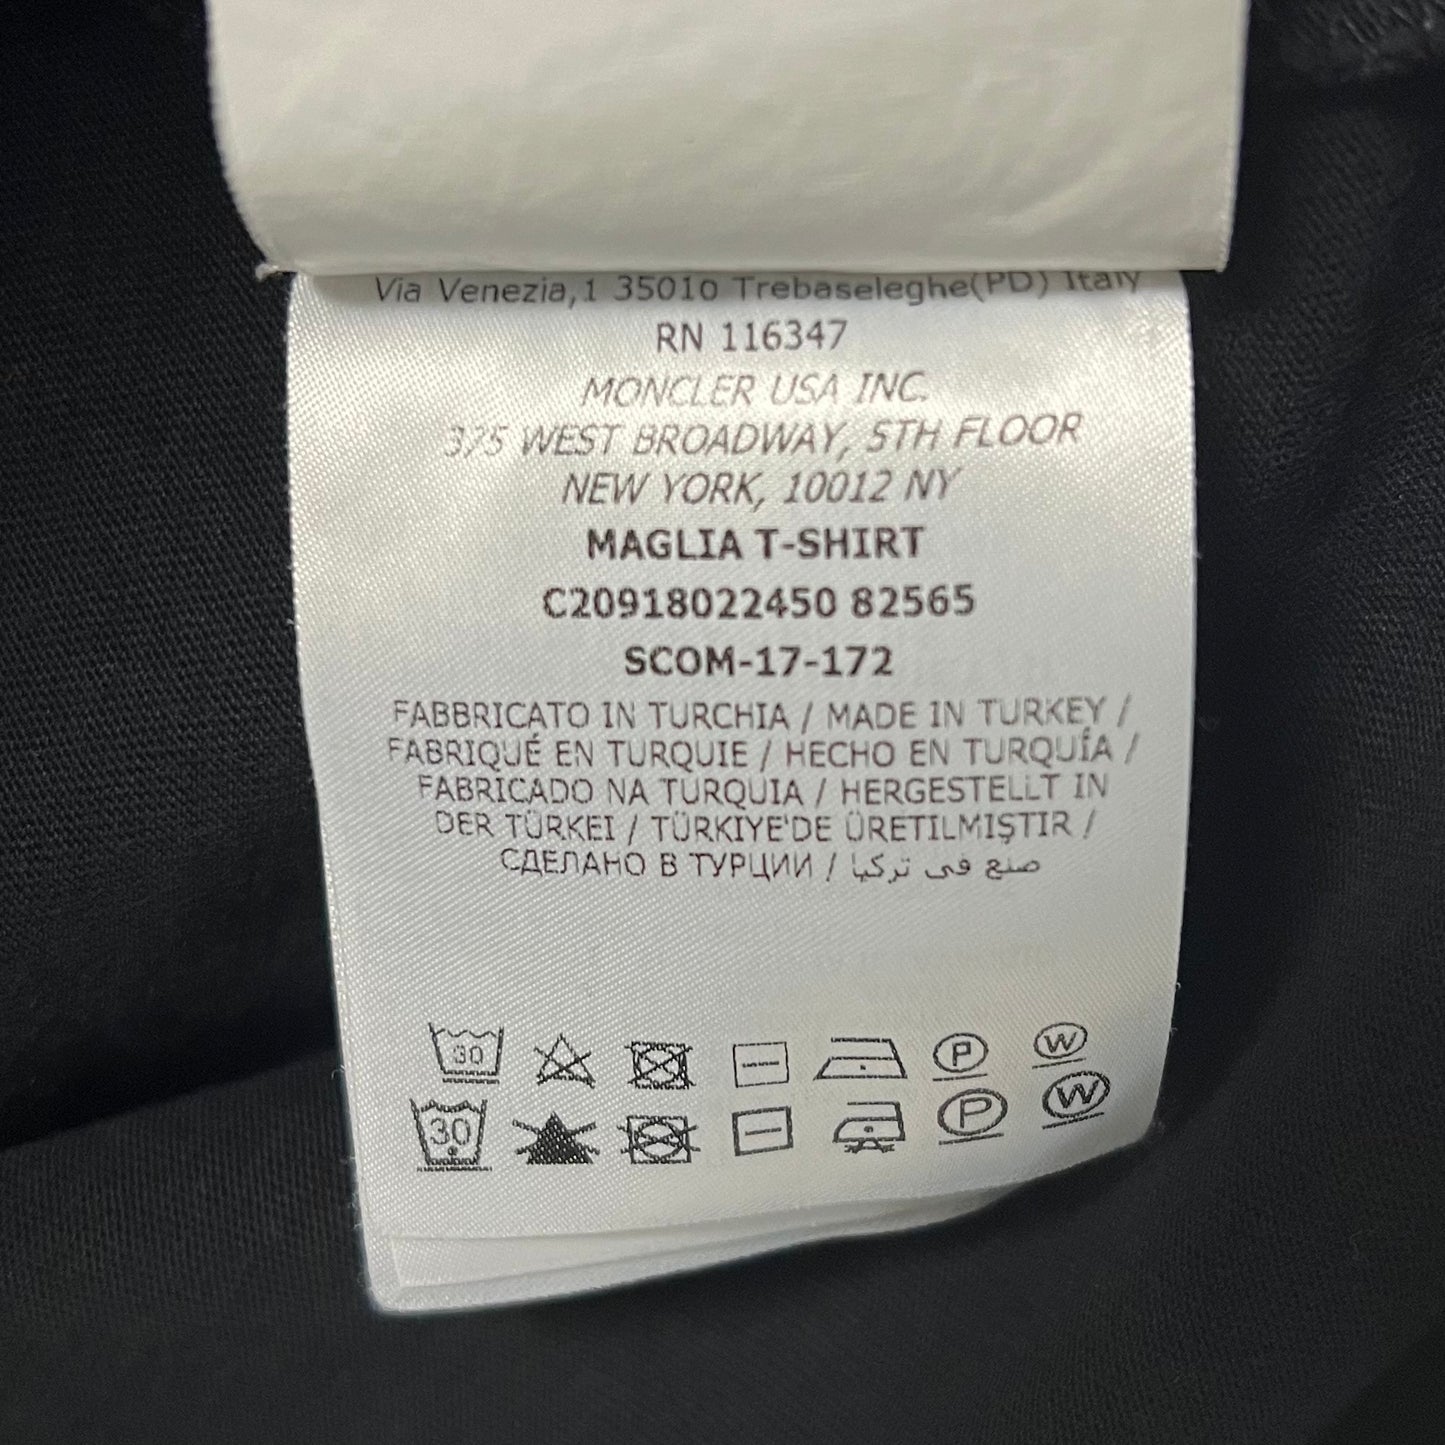 Via Venezia,1 35010 Trebaseleghe(PD) Italy
RN 116347
MONCLER USA INC.
375 WEST BROADWAY, 5TH FLOOR
NEW YORK, 10012 NY
MAGLIA T-SHIRT
C20918022450 82565
SCOM-17-172
FABBRICATO IN TURCHIA / MADE IN TURKEY /
FABRIQUÉ EN TURQUIE / HECHO EN TURQUÍA /
FABRICADO NA TURQUIA / HERGESTELLT IN
DER TÜRKEI / TÜRKIYE'DE ÜRETILMIŞTIR /
СДЕЛАНО В ТУРЦИИ / صنع في تركيا
30 P W
30 P W